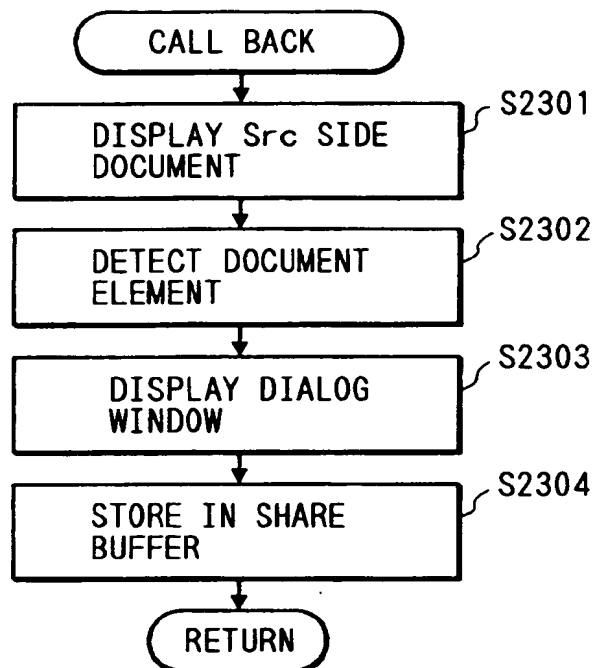 CALL BACK
S2301
DISPLAY Src SIDE
DOCUMENT
S2302
DETECT DOCUMENT
ELEMENT
S2303
DISPLAY DIALOG
WINDOW
S2304
STORE IN SHARE
BUFFER
RETURN